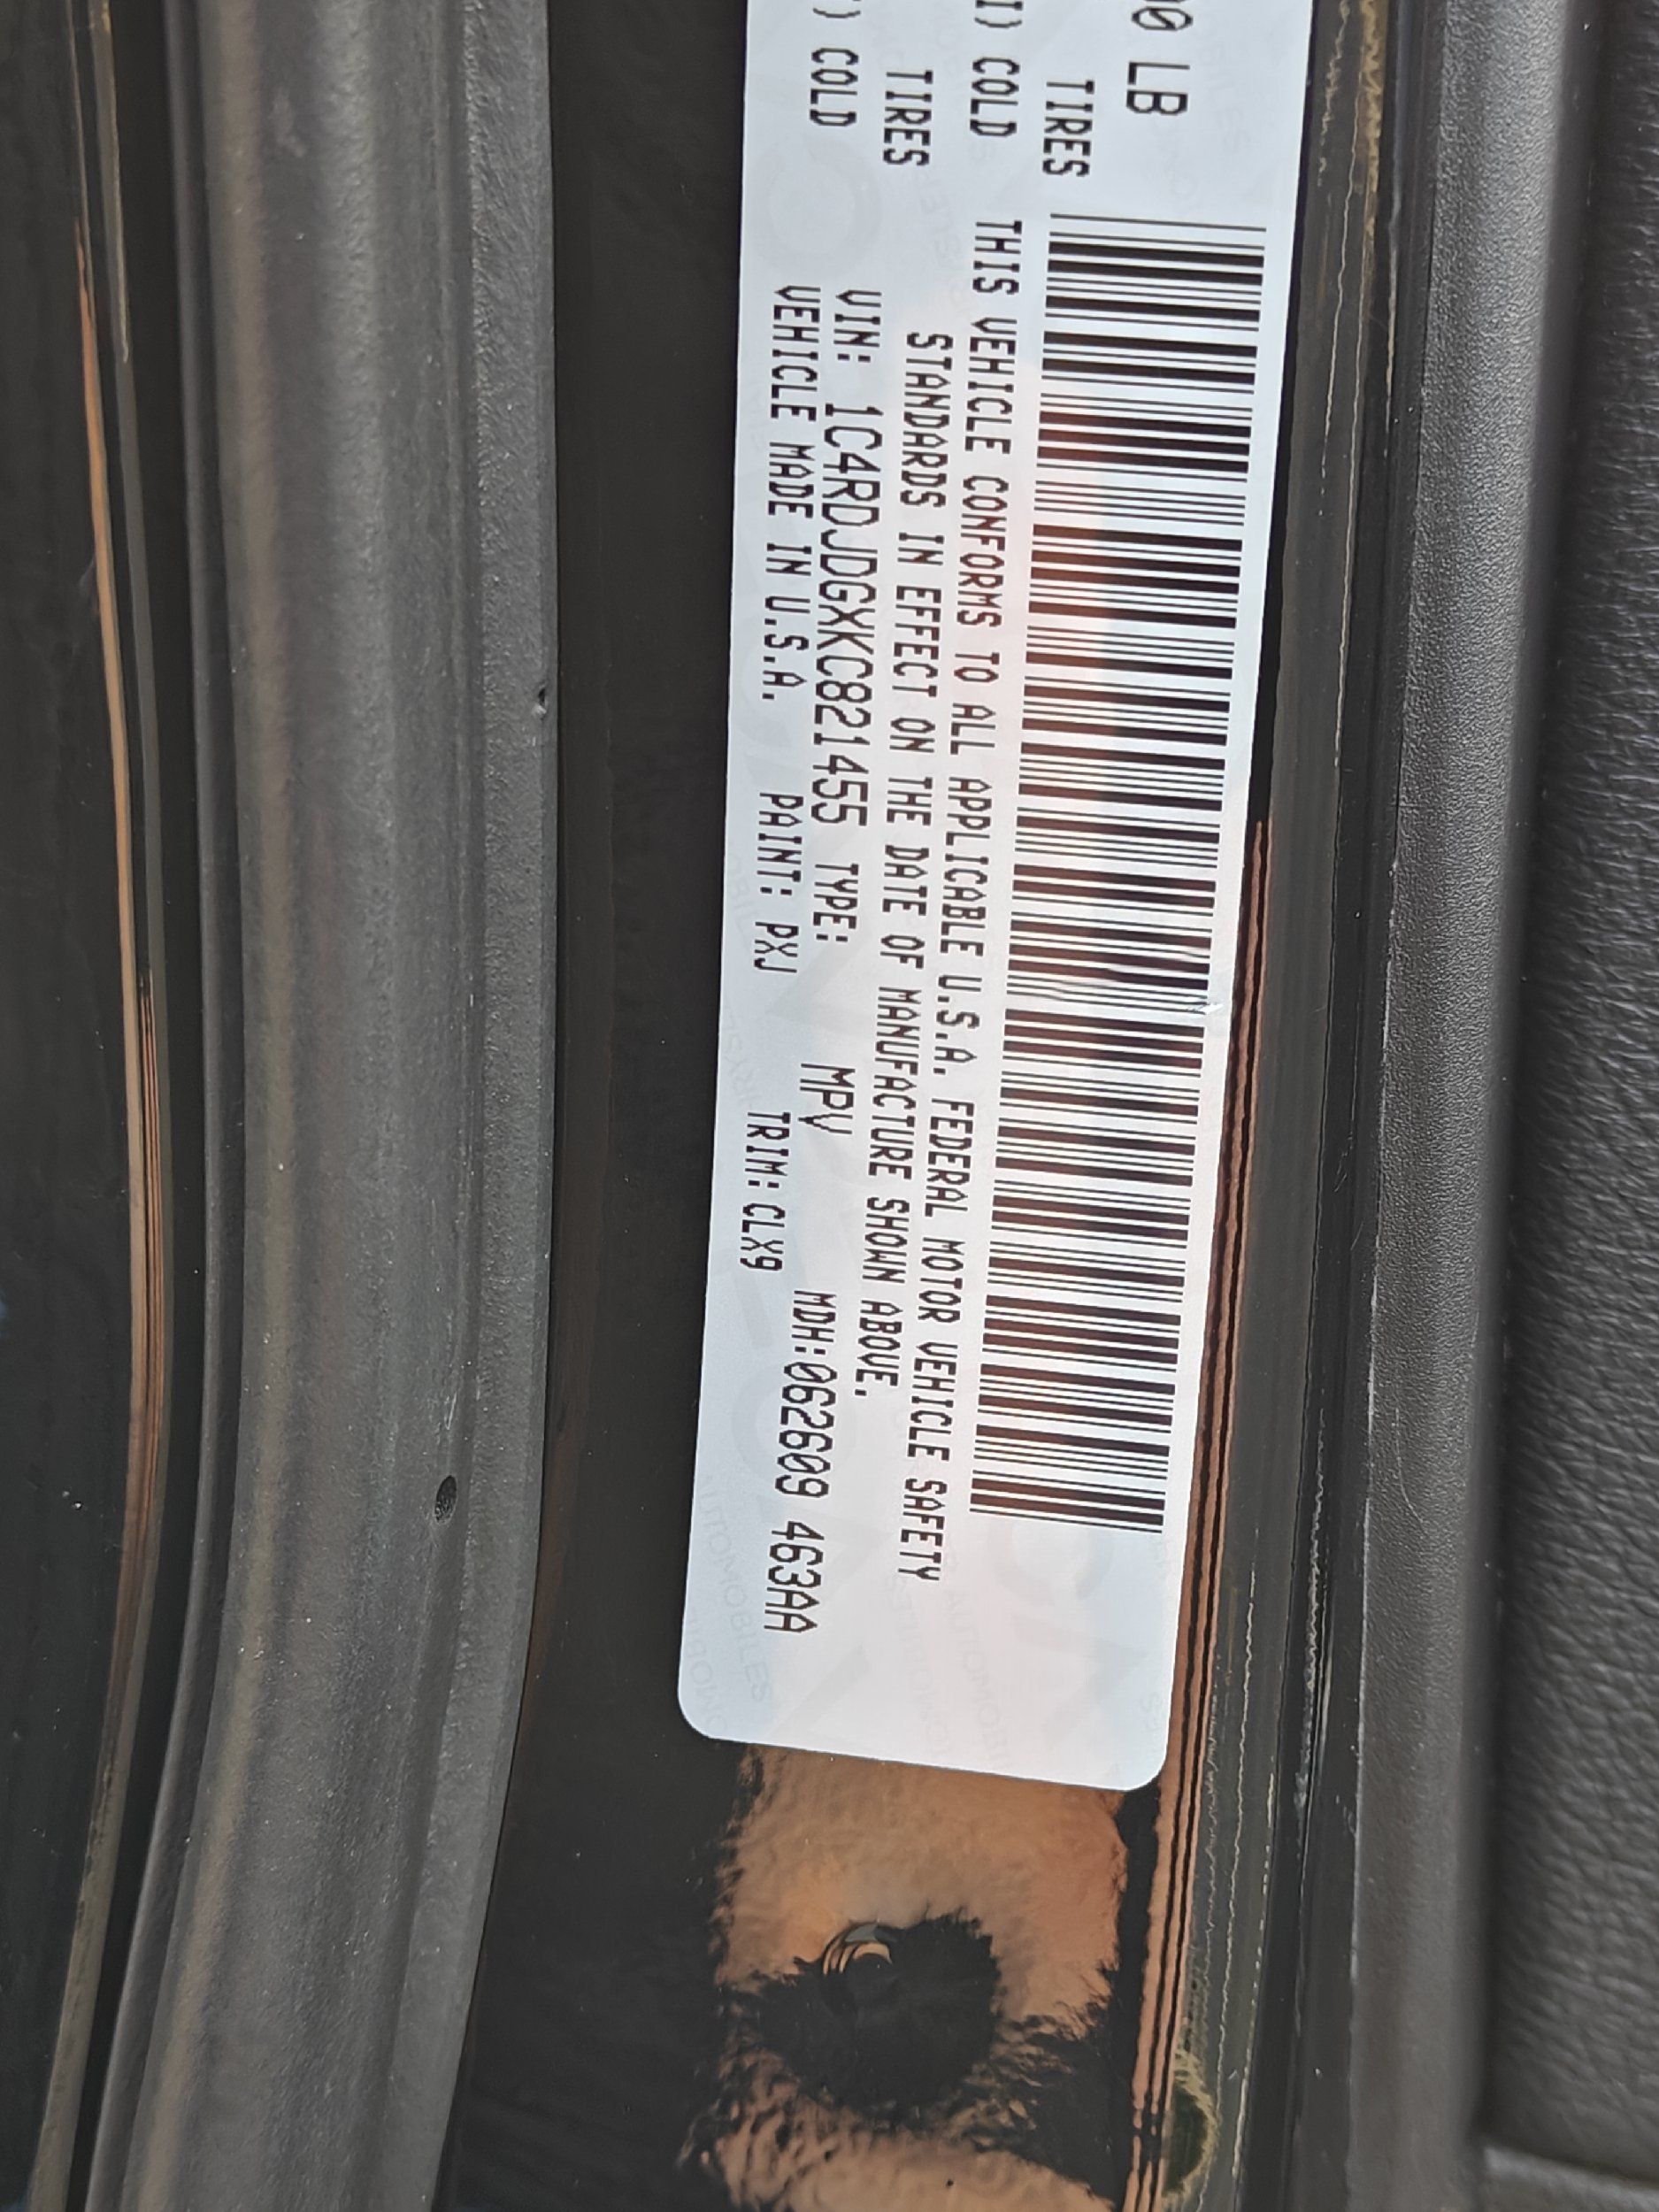 00 LB
TIRES
I) COLD
TIRES
) COLD
THIS VEHICLE CONFORMS TO ALL APPLICABLE U.S.A. FEDERAL MOTOR VEHICLE SAFETY
STANDARDS IN EFFECT ON THE DATE OF MANUFACTURE SHOWN ABOVE.
VIN: 1C4RDJDGXKC821455 TYPE: MPV MDH:062609 463AA
VEHICLE MADE IN U.S.A. PAINT: PXJ TRIM: CLX9